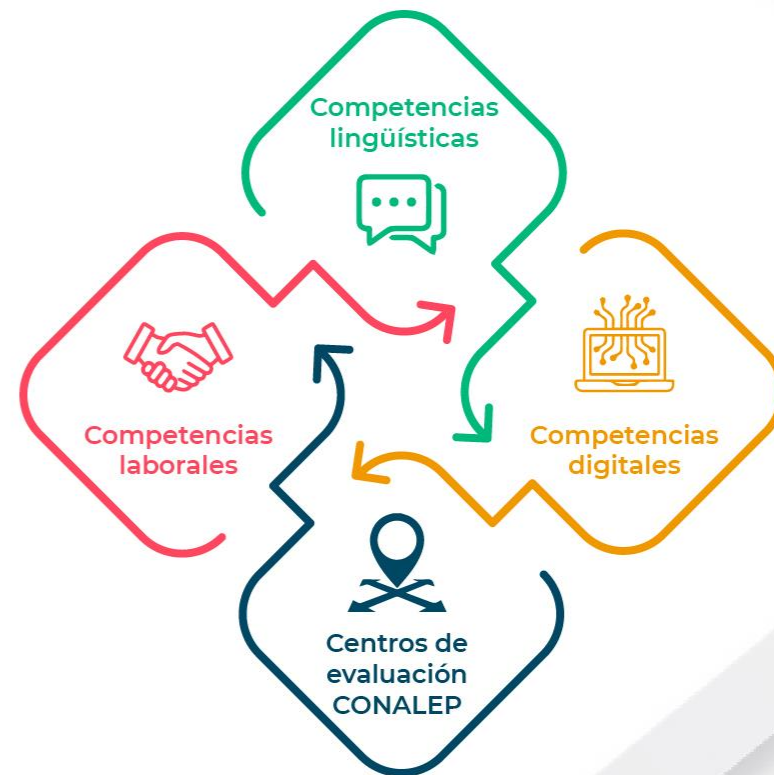 Competencias
lingüísticas
Competencias
laborales
Competencias
digitales
Centros de
evaluación
CONALEP